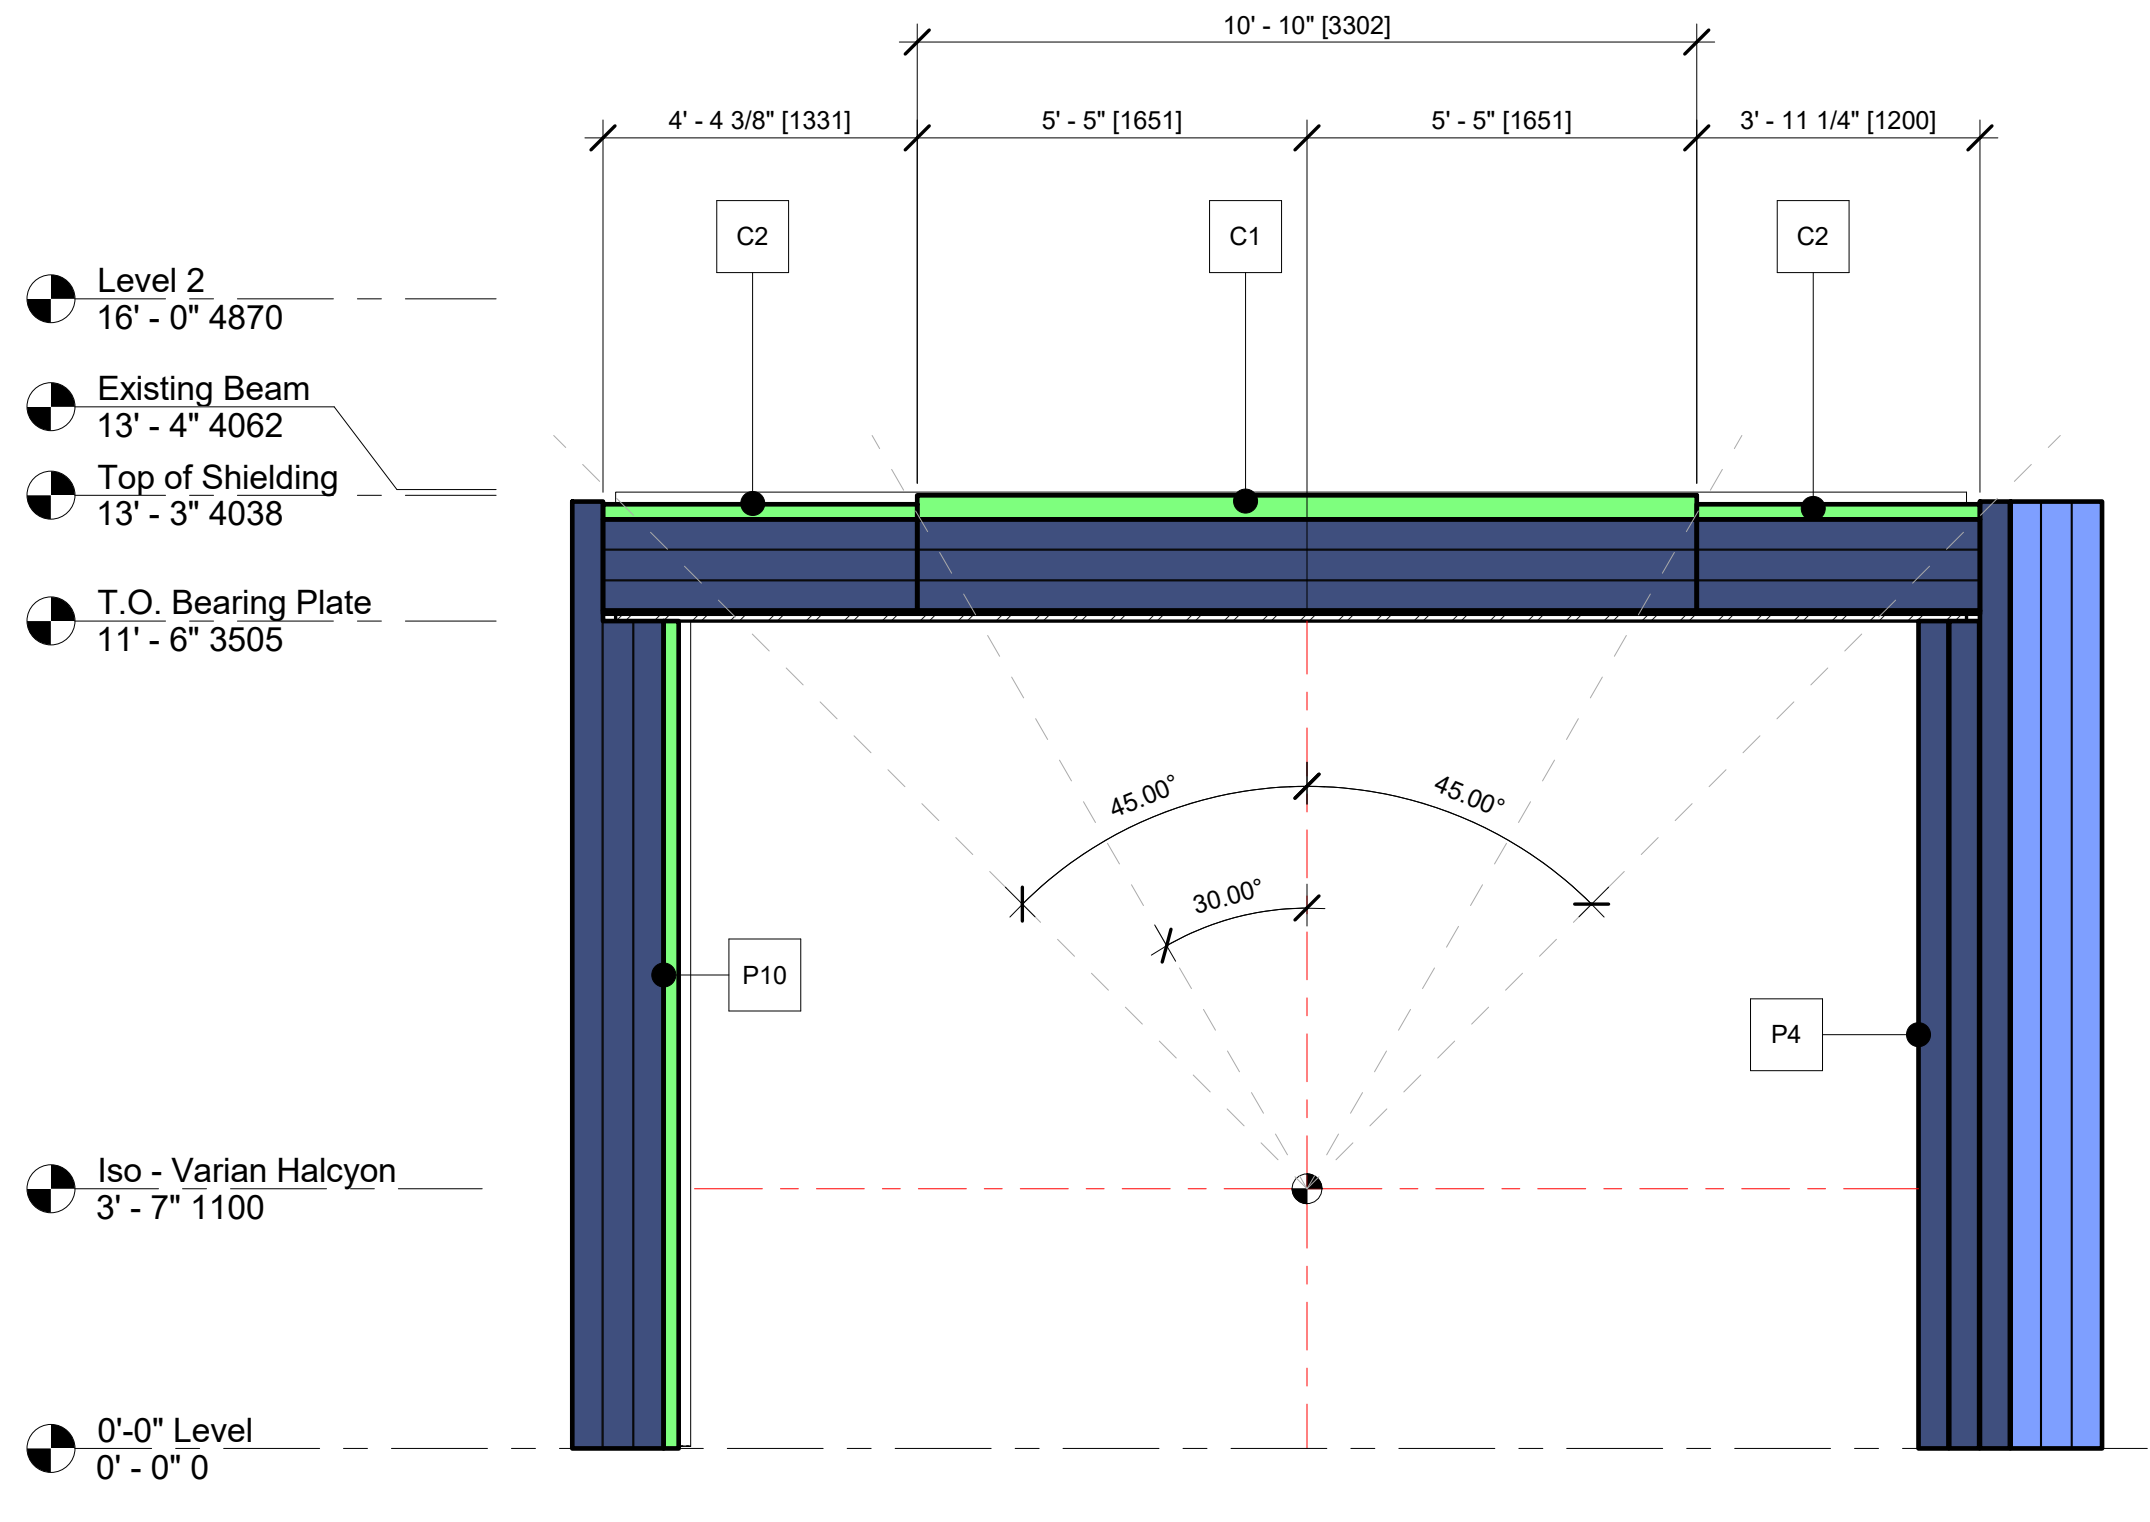 10' - 10" [3302]
4' - 4 3/8" [1331]
5' - 5" [1651]
5' - 5" [1651]
3' - 11 1/4" [1200]
C2
C1
C2
Level 2
16' - 0" 4870
Existing Beam
13' - 4" 4062
Top of Shielding
13' - 3" 4038
T.O. Bearing Plate
11' - 6" 3505
45.00°
45.00°
30.00°
P10
P4
Iso - Varian Halcyon
3' - 7" 1100
0'-0" Level
0' - 0" 0